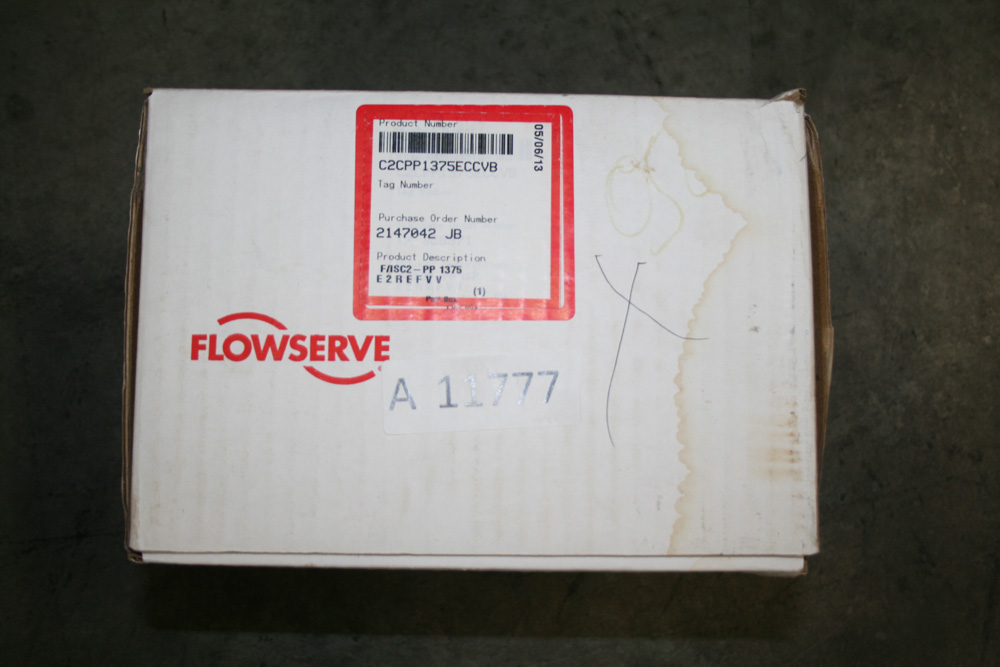 Product Number
05/06/13
C2CPP1375ECCVB
Tag Number
Purchase Order Number
2147042 JB
Product Description
F/ISC2-PP 1375
E2REFVV
(1)
FLOWSERVE
A 11777